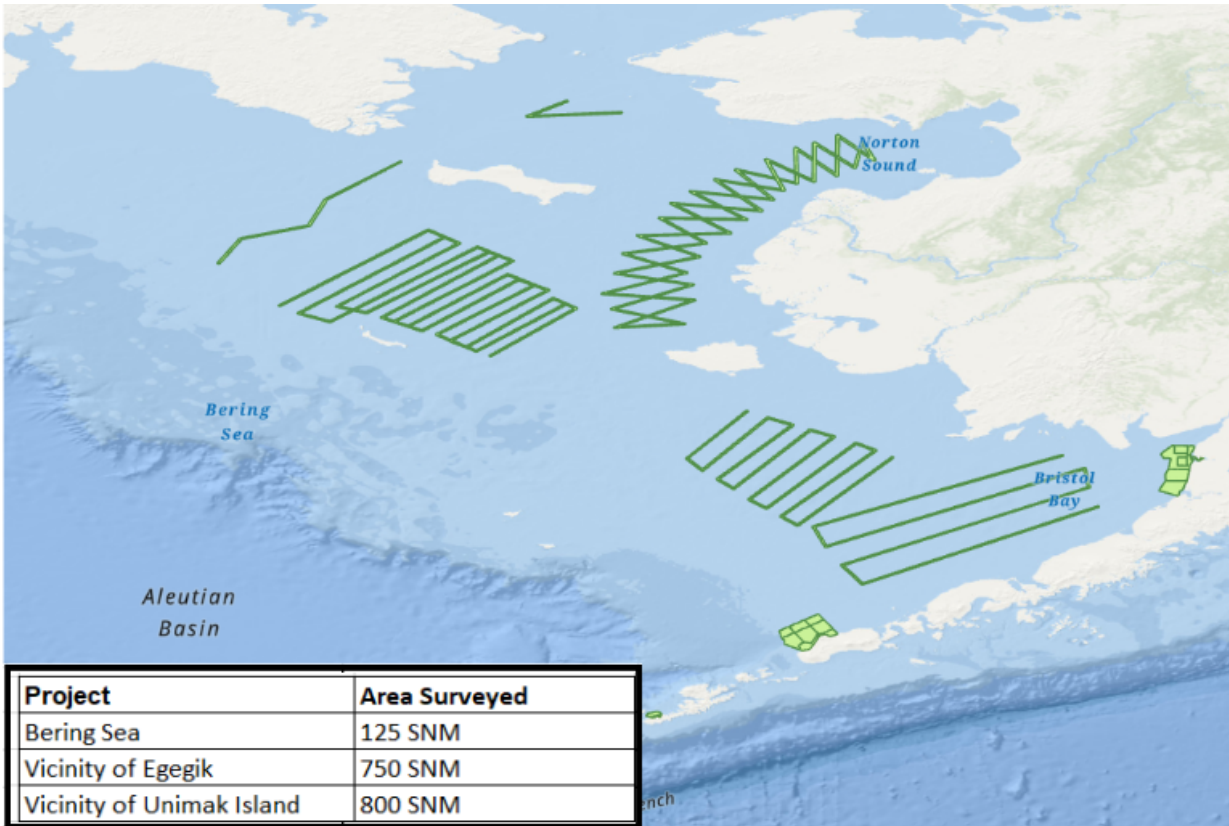 Norton
Sound
Bering
Sea
Bristol
Bay
Aleutian
Basin
Project Area Surveyed
Bering Sea 125 SNM
Vicinity of Egegik 750 SNM
Vicinity of Unimak Island 800 SNM
ench